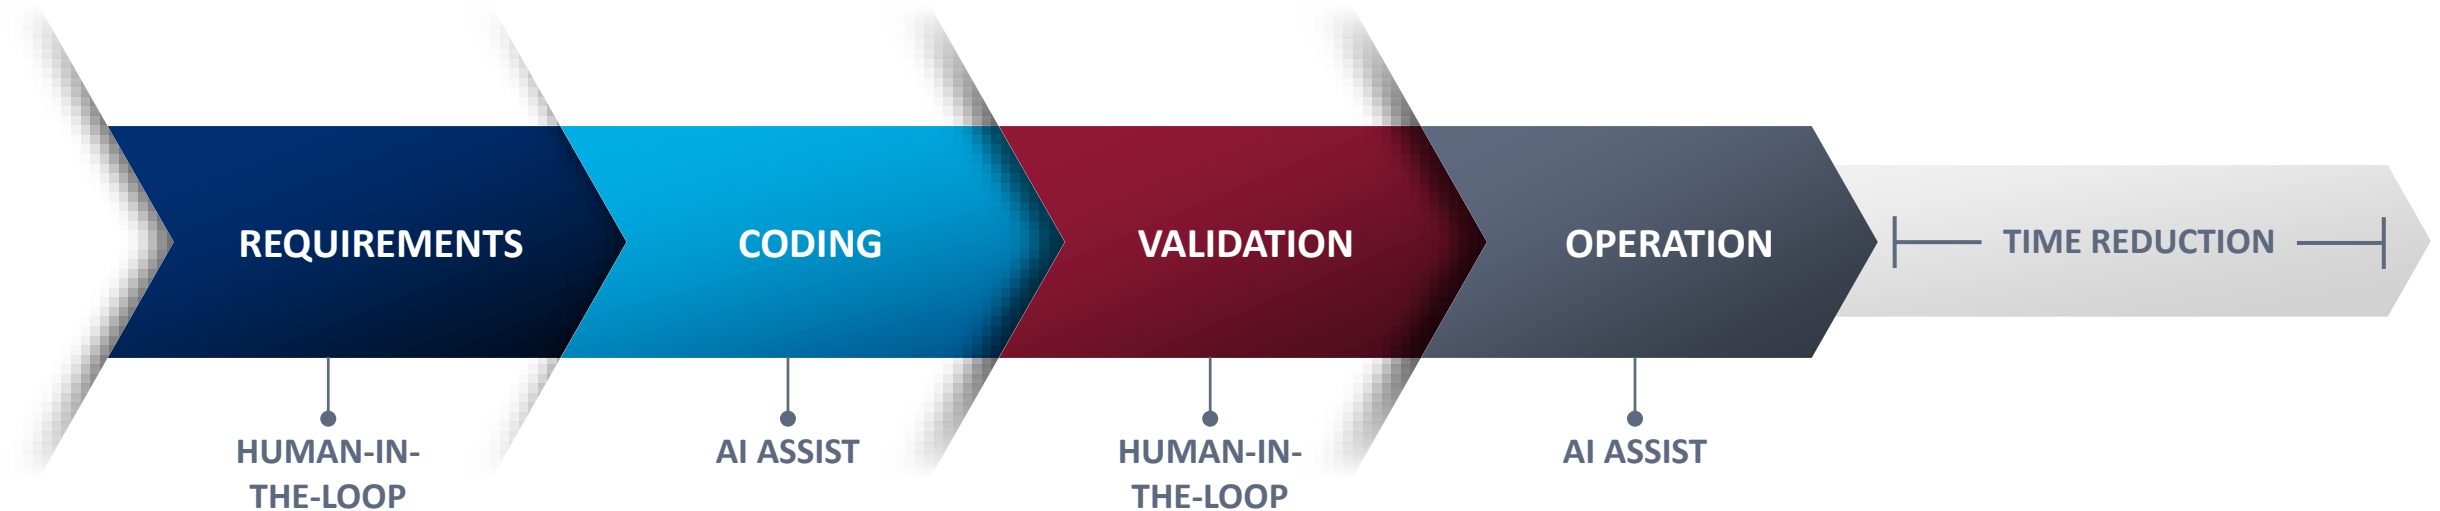 REQUIREMENTS
CODING
VALIDATION
OPERATION
TIME REDUCTION
HUMAN-IN-
THE-LOOP
AI ASSIST
HUMAN-IN-
THE-LOOP
AI ASSIST